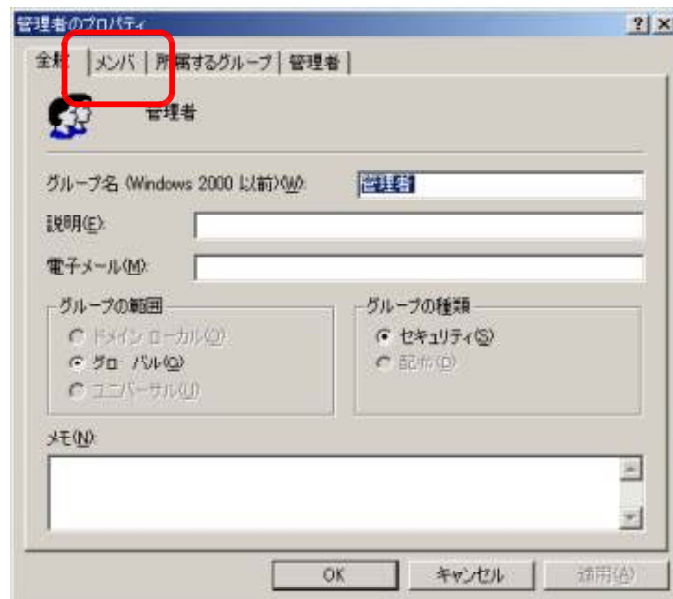 管理者のプロパティ
全般 メンバ 所属するグループ 管理者
管理者
グループ名 (Windows 2000 以前)(W): 管理者
説明(E):
電子メール(M):
グループの範囲
ドメイン ローカル(O)
グローバル(G)
ユニバーサル(U)
グループの種類
セキュリティ(S)
配布(D)
メモ(N):
OK キャンセル 適用(A)